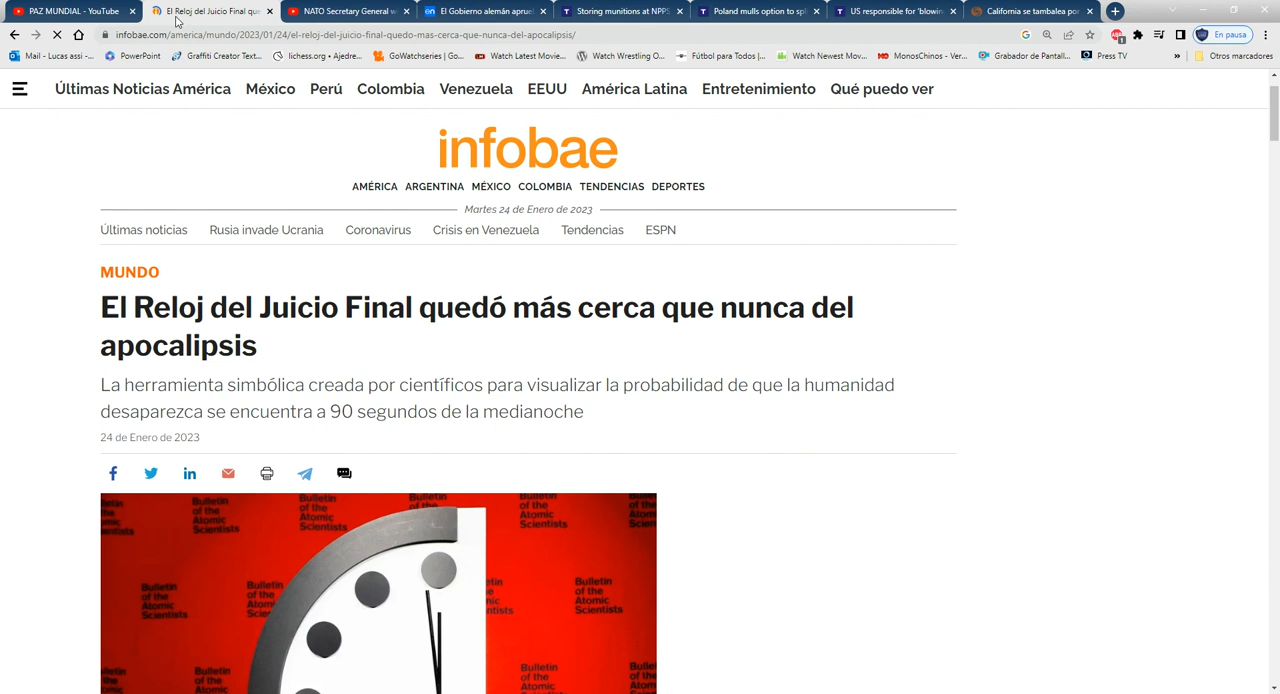 PAZ MUNDIAL - YouTube
El Reloj del Juicio Final que
NATO Secretary General w
El Gobierno alemán aprue
Storing munitions at NPPS
Poland mulls option to spli
US responsible for 'blowin
California se tambalea por
infobae.com/america/mundo/2023/01/24/el-reloj-del-juicio-final-quedo-mas-cerca-que-nunca-del-apocalipsis/
En pausa
Mail - Lucas assi -...
PowerPoint
Graffiti Creator Text...
lichess.org • Ajedre...
GoWrestling | Go...
Watch Latest Mov...
Watch Wrestling O...
Fútbol para Todos |...
Watch Newest Mov...
MonosChinos - Ver...
Grabador de Pantall...
Press TV
Otros marcadores
Últimas Noticias América
México
Perú
Colombia
Venezuela
EEUU
América Latina
Entretenimiento
Qué puedo ver
infobae
AMÉRICA ARGENTINA MÉXICO COLOMBIA TENDENCIAS DEPORTES
Martes 24 de Enero de 2023
Últimas noticias
Rusia invade Ucrania
Coronavirus
Crisis en Venezuela
Tendencias
ESPN
MUNDO
El Reloj del Juicio Final quedó más cerca que nunca del
apocalipsis
La herramienta simbólica creada por científicos para visualizar la probabilidad de que la humanidad
desaparezca se encuentra a 90 segundos de la medianoche
24 de Enero de 2023
Bulletin
of the
Atomic
Scientists
Bulletin
of the
Atomic
Scientists
Bulletin
of the
Atomic
Scientists
Bulletin
of the
Atomic
Scientists
Bulletin
of the
Atomic
Scientists
Bulletin
of the
Atomic
Scientists